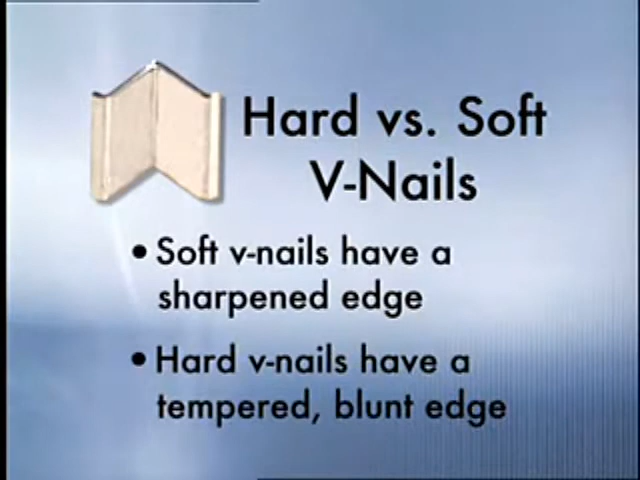 Hard vs. Soft
V-Nails
• Soft v-nails have a
sharpened edge
• Hard v-nails have a
tempered, blunt edge